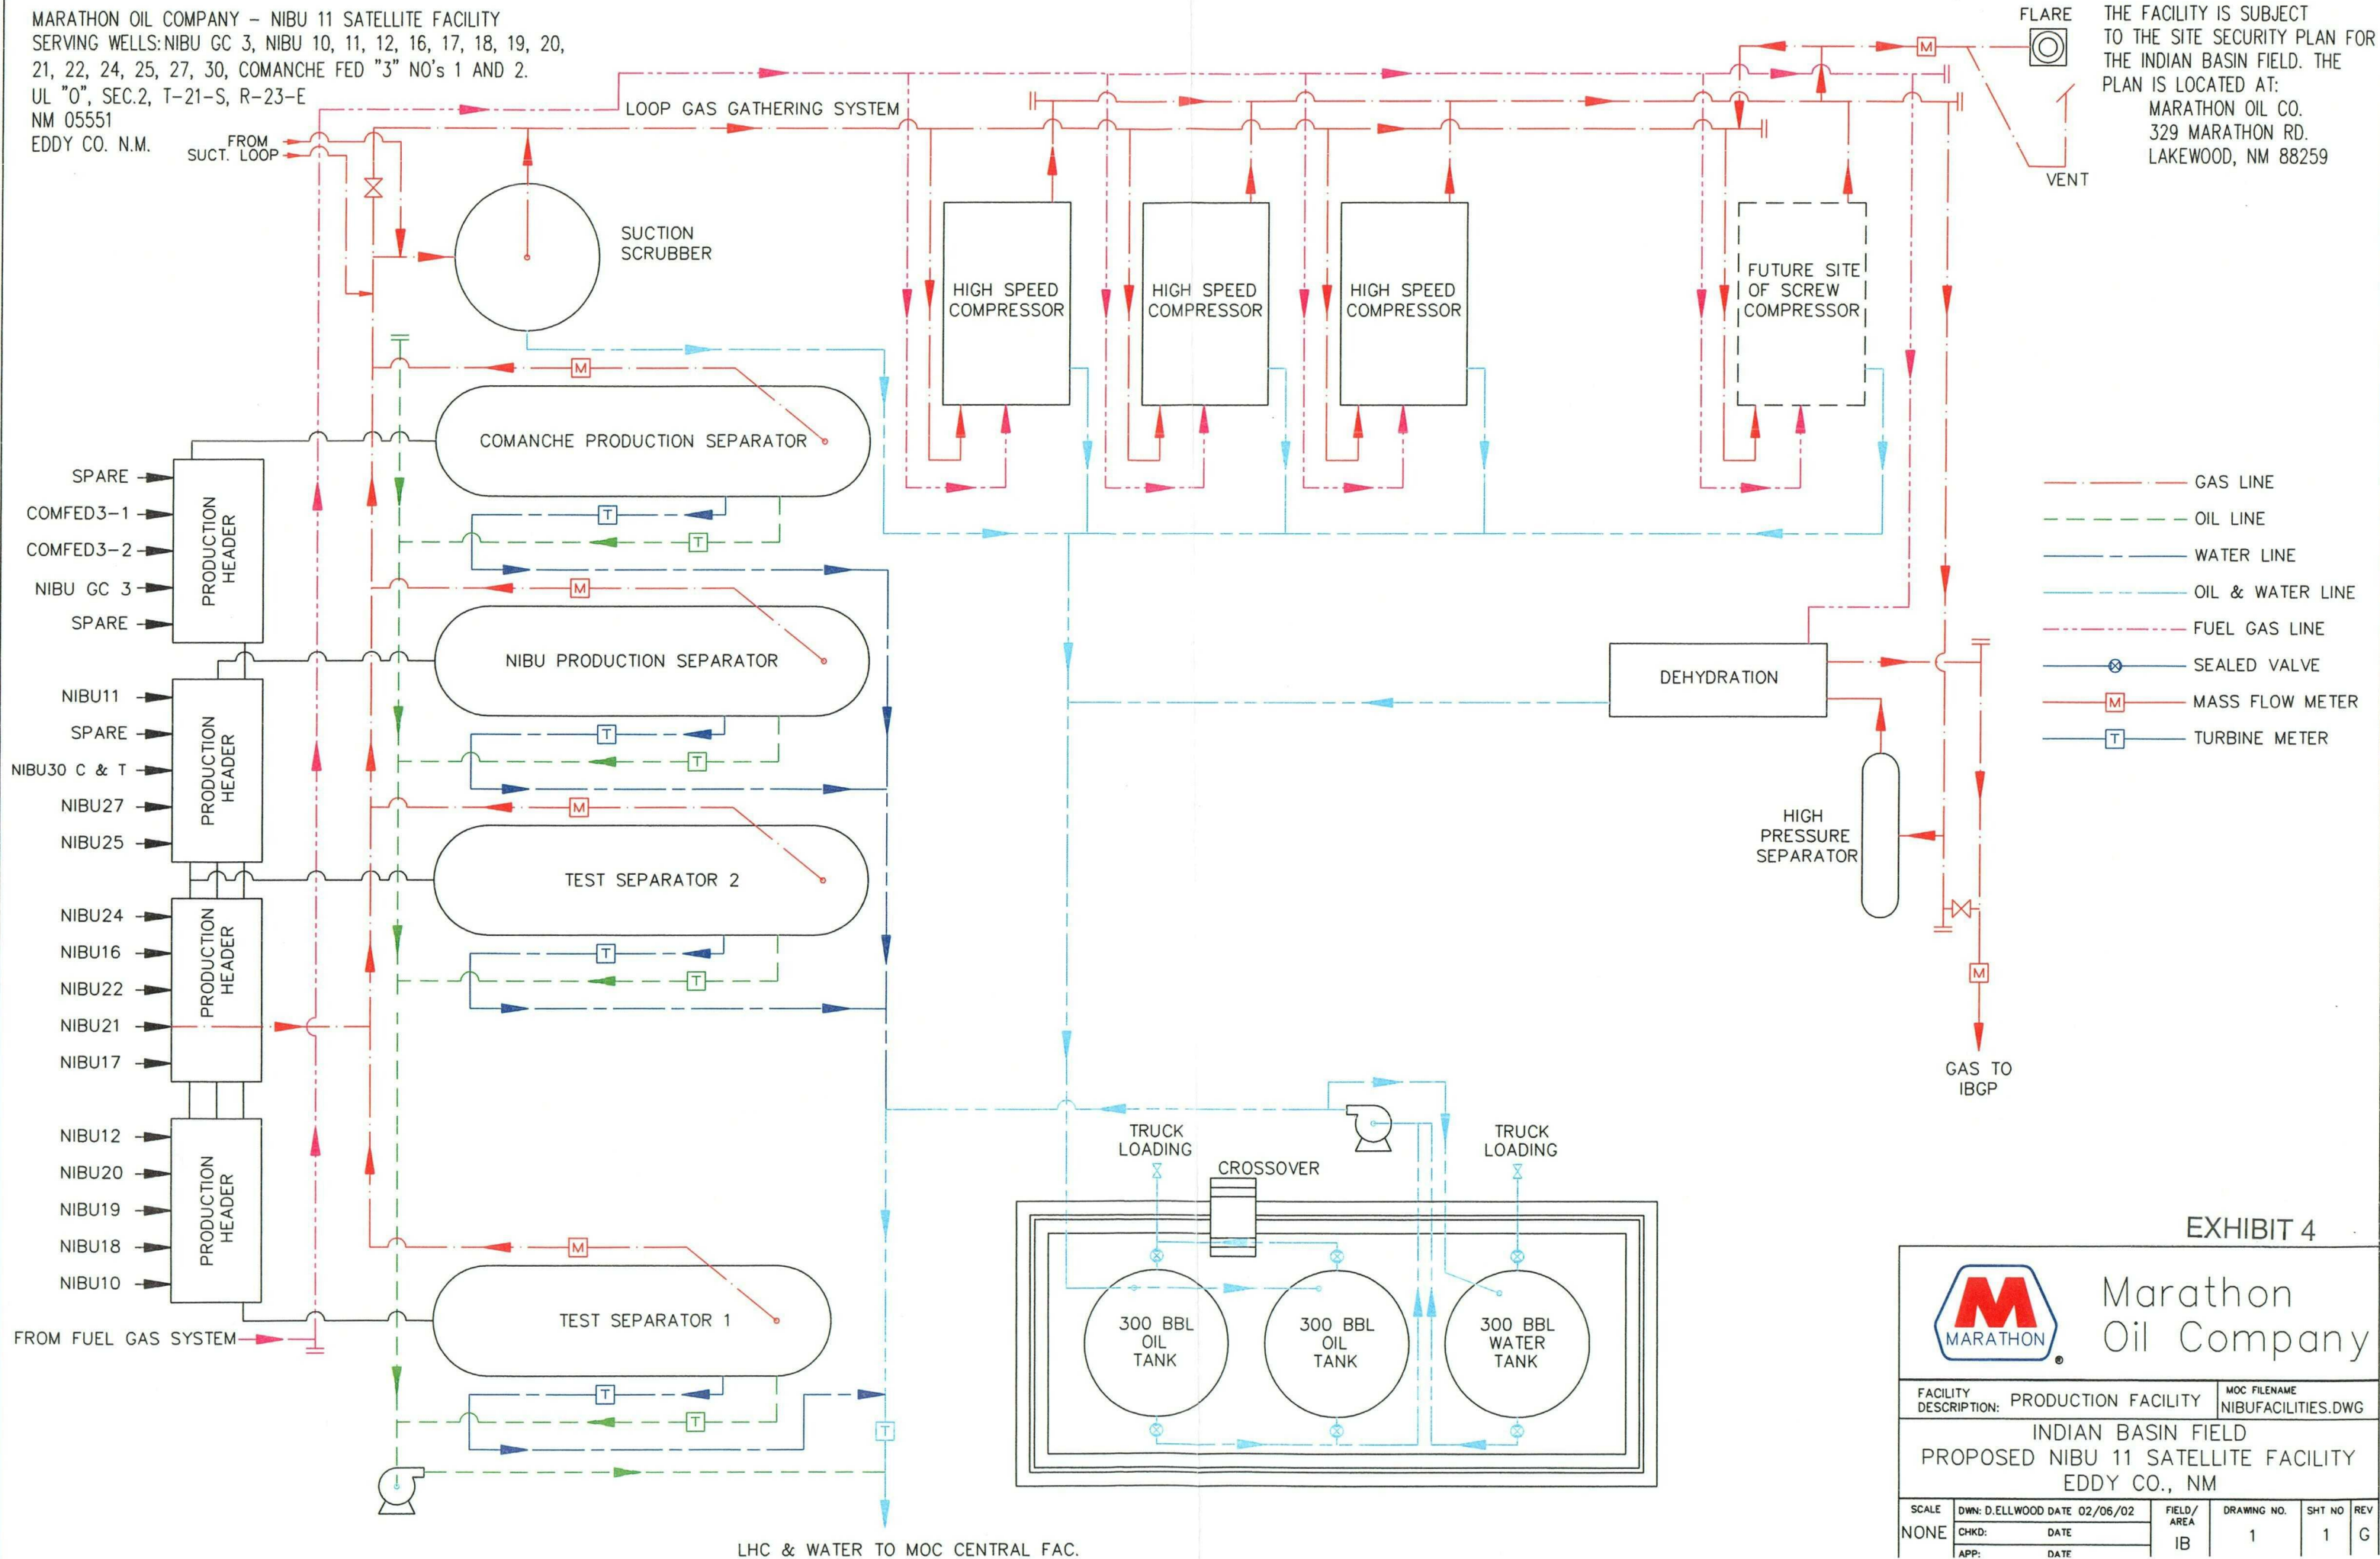 MARATHON OIL COMPANY - NIBU 11 SATELLITE FACILITY
SERVING WELLS: NIBU GC 3, NIBU 10, 11, 12, 16, 17, 18, 19, 20,
21, 22, 24, 25, 27, 30, COMANCHE FED "3" NO's 1 AND 2.
UL "O", SEC.2, T-21-S, R-23-E
NM 05551
EDDY CO. N.M.
FROM
SUCT. LOOP
LOOP GAS GATHERING SYSTEM
FLARE
VENT
THE FACILITY IS SUBJECT
TO THE SITE SECURITY PLAN FOR
THE INDIAN BASIN FIELD. THE
PLAN IS LOCATED AT:
MARATHON OIL CO.
329 MARATHON RD.
LAKEWOOD, NM 88259
M
SUCTION
SCRUBBER
HIGH SPEED
COMPRESSOR
HIGH SPEED
COMPRESSOR
HIGH SPEED
COMPRESSOR
FUTURE SITE
OF SCREW
COMPRESSOR
M
COMANCHE PRODUCTION SEPARATOR
T
T
SPARE
COMFED3-1
COMFED3-2
NIBU GC 3
SPARE
PRODUCTION
HEADER
M
NIBU PRODUCTION SEPARATOR
T
T
NIBU11
SPARE
NIBU30 C & T
NIBU27
NIBU25
PRODUCTION
HEADER
M
TEST SEPARATOR 2
T
T
NIBU24
NIBU16
NIBU22
NIBU21
NIBU17
PRODUCTION
HEADER
NIBU12
NIBU20
NIBU19
NIBU18
NIBU10
PRODUCTION
HEADER
FROM FUEL GAS SYSTEM
M
TEST SEPARATOR 1
T
T
T
LHC & WATER TO MOC CENTRAL FAC.
GAS LINE
OIL LINE
WATER LINE
OIL & WATER LINE
FUEL GAS LINE
SEALED VALVE
M MASS FLOW METER
T TURBINE METER
DEHYDRATION
HIGH
PRESSURE
SEPARATOR
M
GAS TO
IBGP
TRUCK
LOADING
CROSSOVER
TRUCK
LOADING
300 BBL
OIL
TANK
300 BBL
OIL
TANK
300 BBL
WATER
TANK
EXHIBIT 4
M
MARATHON
®
Marathon
Oil Company
FACILITY
DESCRIPTION: PRODUCTION FACILITY
MOC FILENAME
NIBUFACILITIES.DWG
INDIAN BASIN FIELD
PROPOSED NIBU 11 SATELLITE FACILITY
EDDY CO., NM
SCALE
NONE
DWN: D.ELLWOOD DATE 02/06/02
CHKD: DATE
APP: DATE
FIELD/
AREA
IB
DRAWING NO.
1
SHT NO
1
REV
G